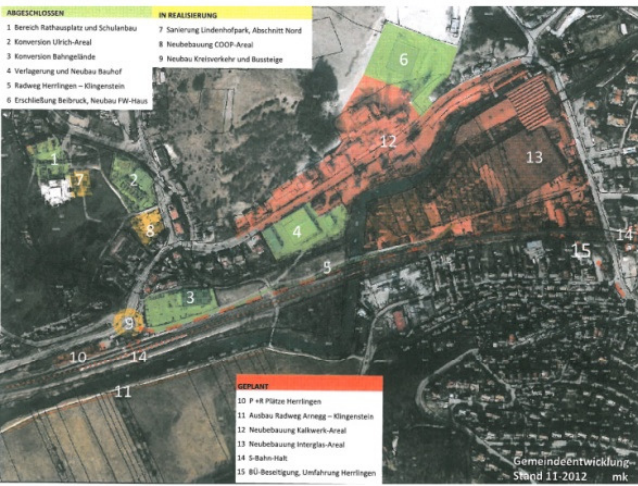 ABGESCHLOSSEN
1 Bereich Rathausplatz und Schulanbau
2 Konversion Ulrich-Areal
3 Konversion Bahngelände
4 Verlagerung und Neubau Bauhof
5 Radweg Herrlingen – Klingenstein
6 Erschließung Beibruck, Neubau FW-Haus
IN REALISIERUNG
7 Sanierung Lindenhofpark, Abschnitt Nord
8 Neubebauung COOP-Areal
9 Neubau Kreisverkehr und Bussteige
6
12
13
1
7
2
8
4
5
15
14
3
9
10
14
11
GEPLANT
10 P +R Plätze Herrlingen
11 Ausbau Radweg Arnegg – Klingenstein
12 Neubebauung Kalkwerk-Areal
13 Neubebauung Interglas-Areal
14 S-Bahn-Halt
15 BÜ-Beseitigung, Umfahrung Herrlingen
Gemeindeentwicklung
Stand 11-2012 mk